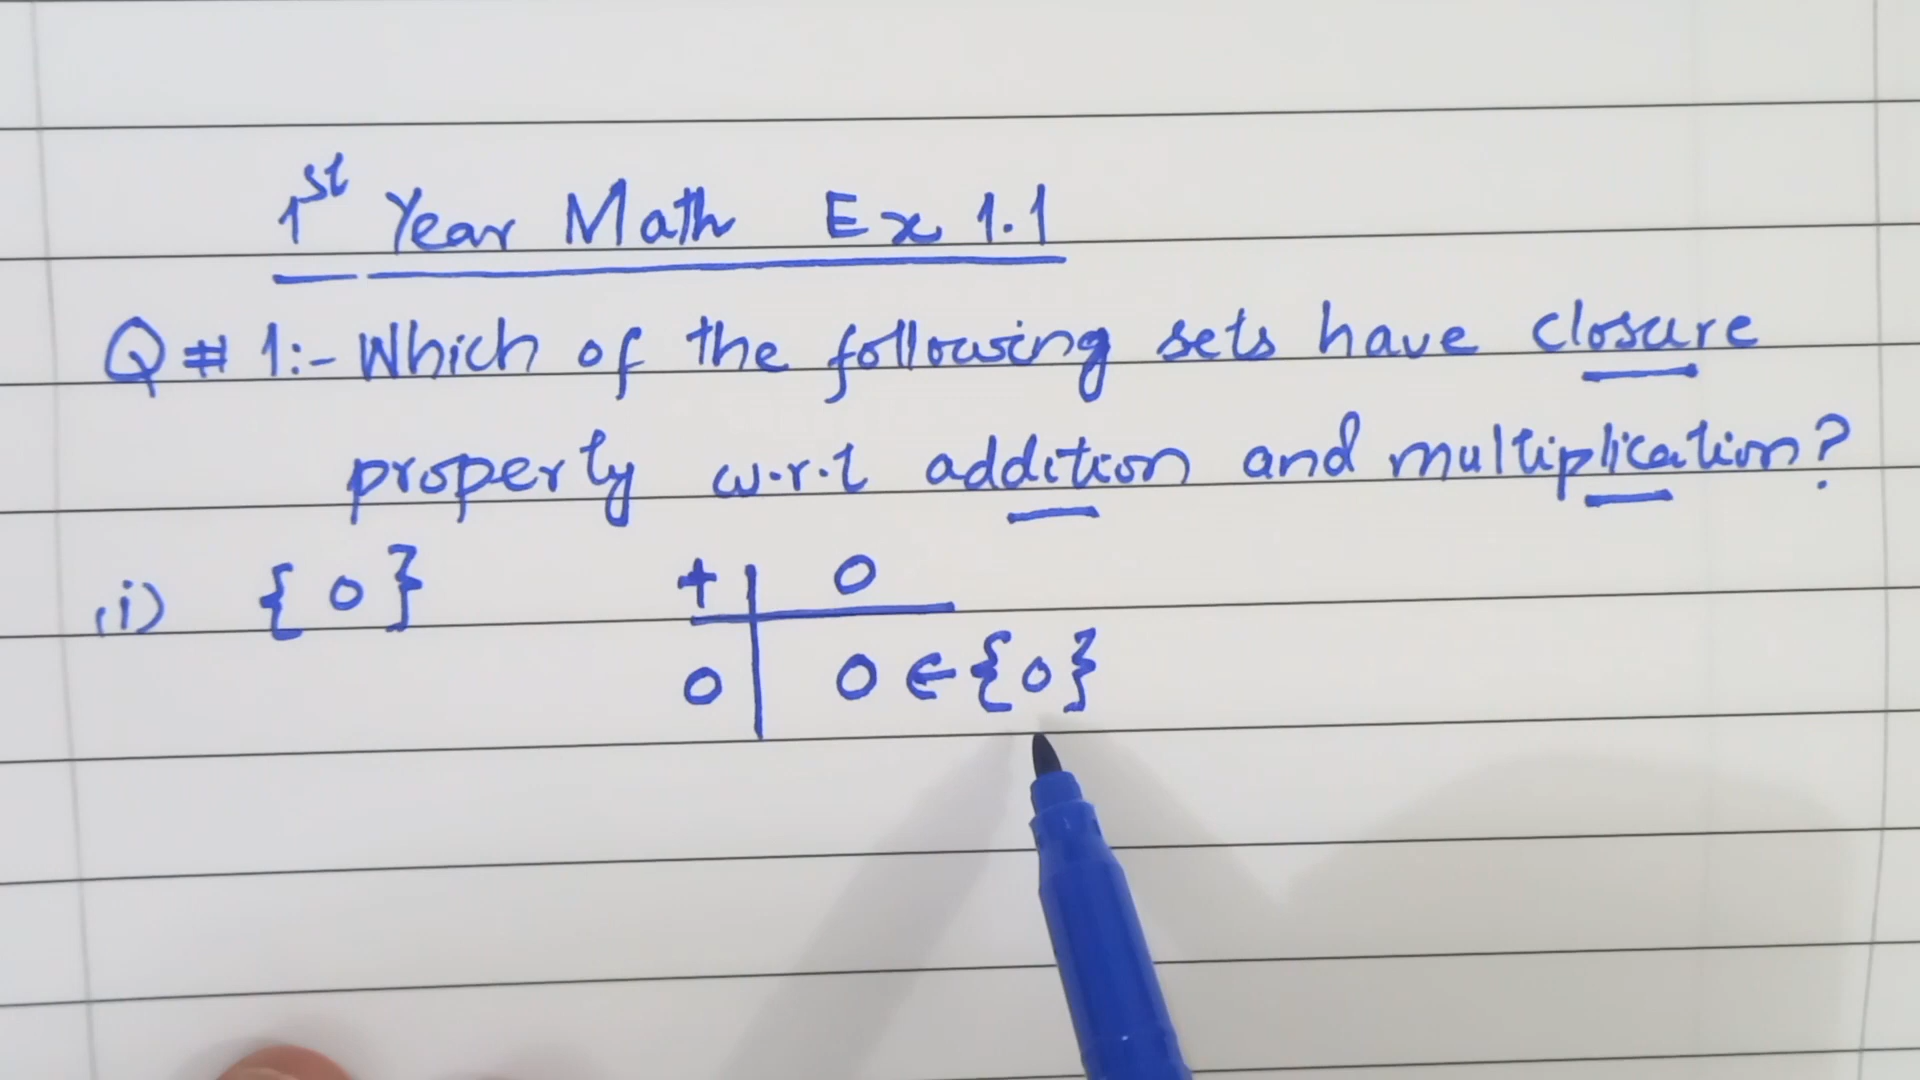 1st Year Math Ex 1.1
Q # 1:- Which of the following sets have closure
property w.r.t addition and multiplication?
(i) { 0 } + | 0
0 | 0 ∈ {0}